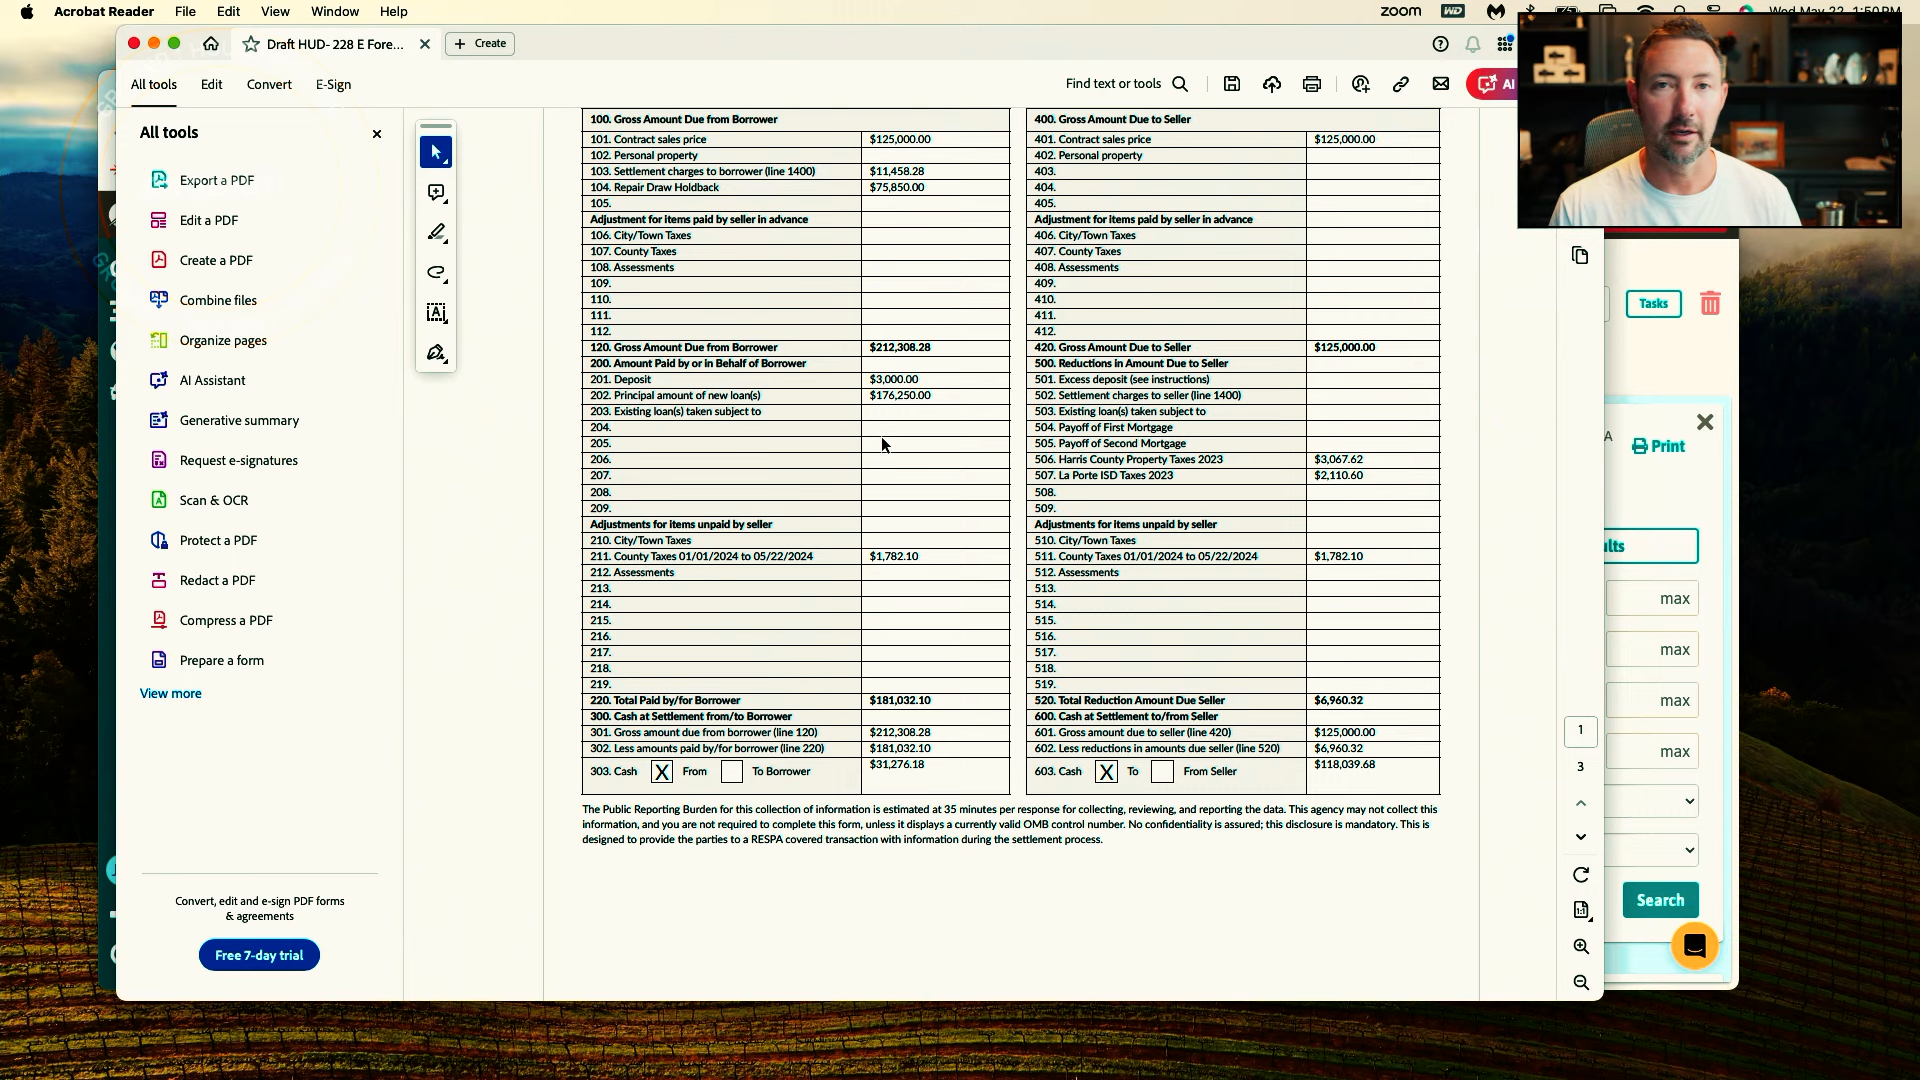 Acrobat Reader File Edit View Window Help
zoom WD Wed May 22 1:50 PM
Draft HUD- 228 E Fore...
+ Create
All tools Edit Convert E-Sign
Find text or tools
AI
All tools
Export a PDF
Edit a PDF
Create a PDF
Combine files
Organize pages
AI Assistant
Generative summary
Request e-signatures
Scan & OCR
Protect a PDF
Redact a PDF
Compress a PDF
Prepare a form
View more
Convert, edit and e-sign PDF forms
& agreements
Free 7-day trial
100. Gross Amount Due from Borrower
101. Contract sales price $125,000.00
102. Personal property
103. Settlement charges to borrower (line 1400) $11,458.28
104. Repair Draw Holdback $75,850.00
105.
Adjustment for items paid by seller in advance
106. City/Town Taxes
107. County Taxes
108. Assessments
109.
110.
111.
112.
120. Gross Amount Due from Borrower $212,308.28
200. Amount Paid by or in Behalf of Borrower
201. Deposit $3,000.00
202. Principal amount of new loan(s) $176,250.00
203. Existing loan(s) taken subject to
204.
205.
206.
207.
208.
209.
Adjustments for items unpaid by seller
210. City/Town Taxes
211. County Taxes 01/01/2024 to 05/22/2024 $1,782.10
212. Assessments
213.
214.
215.
216.
217.
218.
219.
220. Total Paid by/for Borrower $181,032.10
300. Cash at Settlement from/to Borrower
301. Gross amount due from borrower (line 120) $212,308.28
302. Less amounts paid by/for borrower (line 220) $181,032.10
303. Cash X From To Borrower $31,276.18
400. Gross Amount Due to Seller
401. Contract sales price $125,000.00
402. Personal property
403.
404.
405.
Adjustment for items paid by seller in advance
406. City/Town Taxes
407. County Taxes
408. Assessments
409.
410.
411.
412.
420. Gross Amount Due to Seller $125,000.00
500. Reductions in Amount Due to Seller
501. Excess deposit (see instructions)
502. Settlement charges to seller (line 1400)
503. Existing loan(s) taken subject to
504. Payoff of First Mortgage
505. Payoff of Second Mortgage
506. Harris County Property Taxes 2023 $3,067.62
507. La Porte ISD Taxes 2023 $2,110.60
508.
509.
Adjustments for items unpaid by seller
510. City/Town Taxes
511. County Taxes 01/01/2024 to 05/22/2024 $1,782.10
512. Assessments
513.
514.
515.
516.
517.
518.
519.
520. Total Reduction Amount Due Seller $6,960.32
600. Cash at Settlement to/from Seller
601. Gross amount due to seller (line 420) $125,000.00
602. Less reductions in amounts due seller (line 520) $6,960.32
603. Cash X To From Seller $118,039.68
The Public Reporting Burden for this collection of information is estimated at 35 minutes per response for collecting, reviewing, and reporting the data. This agency may not collect this
information, and you are not required to complete this form, unless it displays a currently valid OMB control number. No confidentiality is assured; this disclosure is mandatory. This is
designed to provide the parties to a RESPA covered transaction with information during the settlement process.
1
3
Tasks
A
Print
ults
max
max
max
max
Search